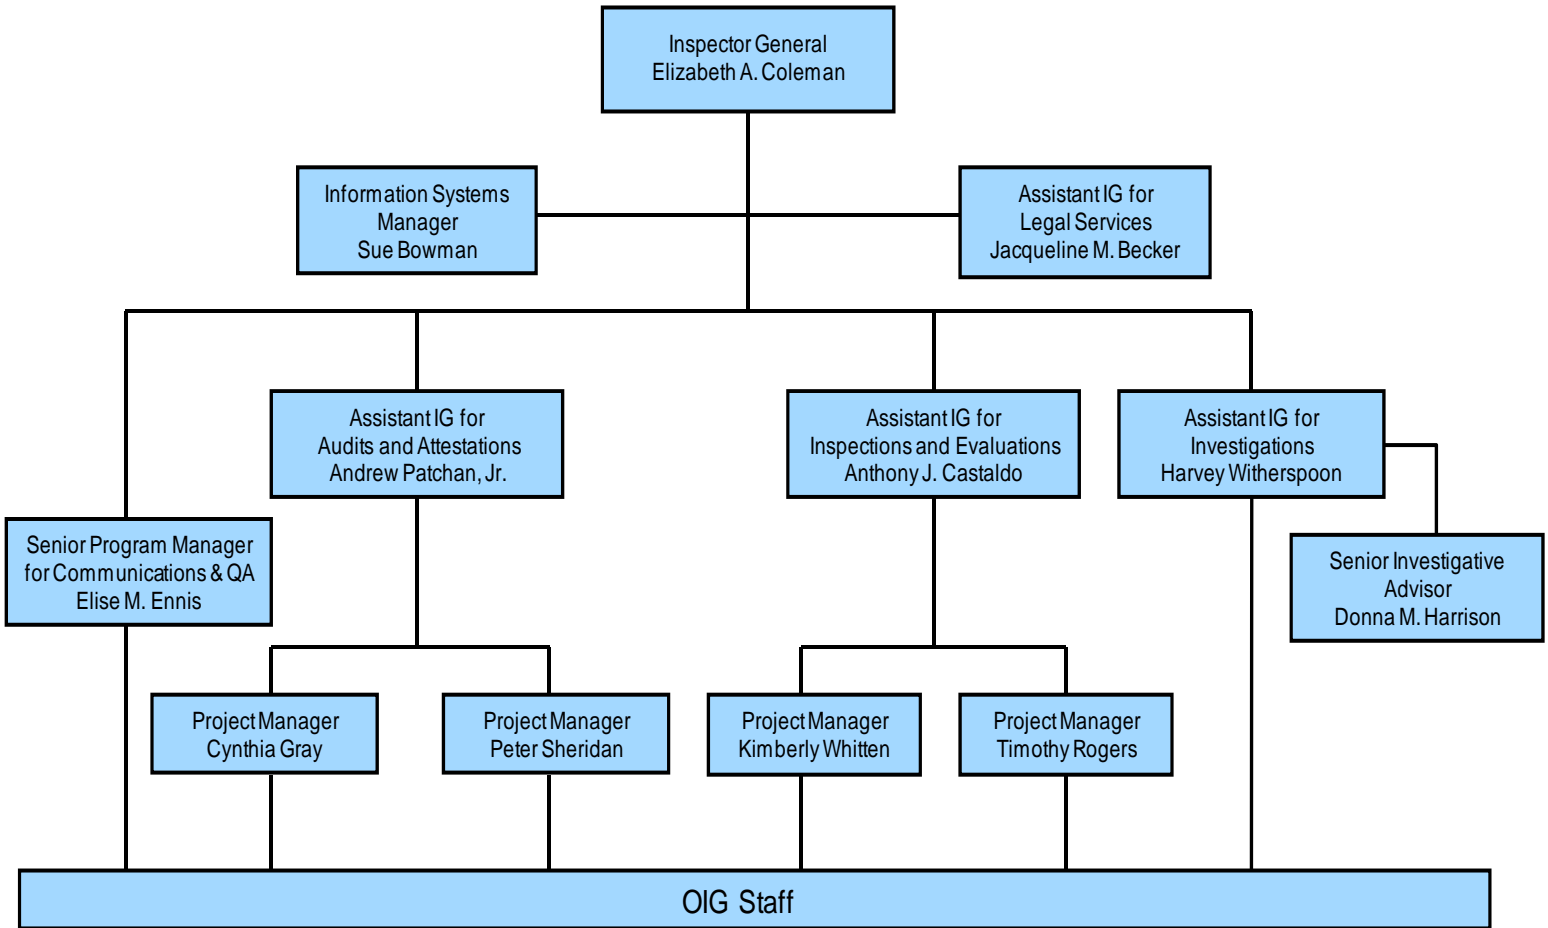 Inspector General
Elizabeth A. Coleman
Information Systems
Manager
Sue Bowman
Assistant IG for
Legal Services
Jacqueline M. Becker
Assistant IG for
Audits and Attestations
Andrew Patchan, Jr.
Assistant IG for
Inspections and Evaluations
Anthony J. Castaldo
Assistant IG for
Investigations
Harvey Witherspoon
Senior Program Manager
for Communications & QA
Elise M. Ennis
Senior Investigative
Advisor
Donna M. Harrison
Project Manager
Cynthia Gray
Project Manager
Peter Sheridan
Project Manager
Kimberly Whitten
Project Manager
Timothy Rogers
OIG Staff